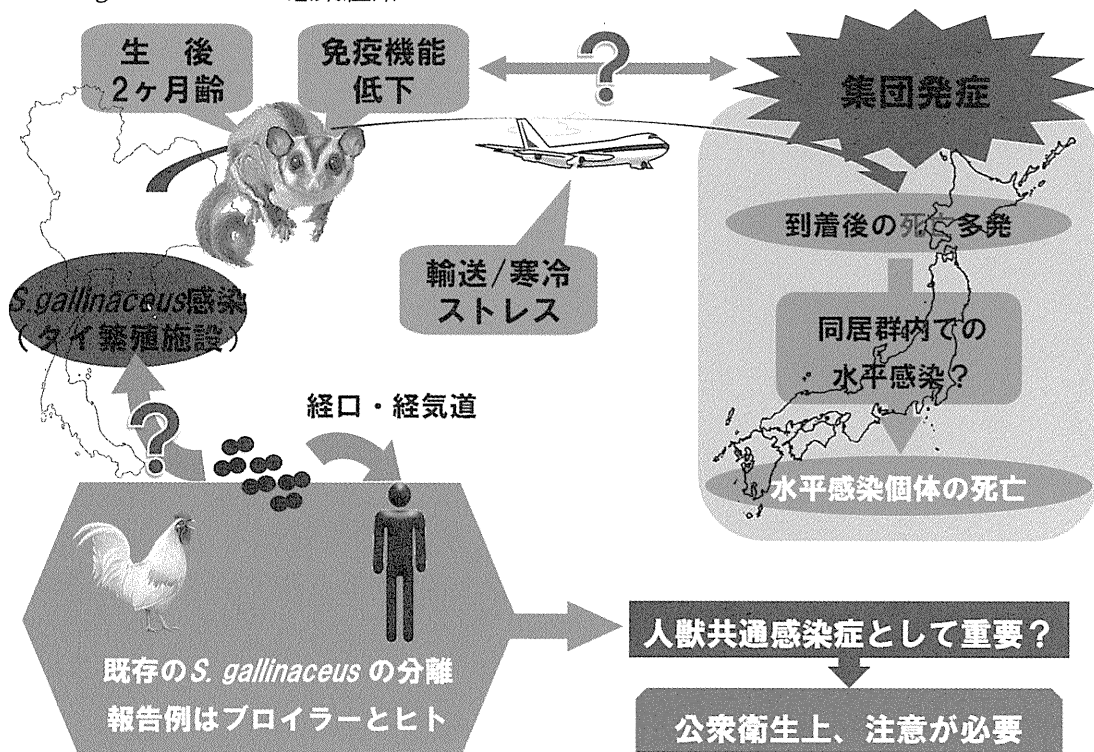 生　後
2ヶ月齢
免疫機能
低下
?
集団発症
到着後の死亡多発
輸送/寒冷
ストレス
S.gallinaceus感染
(タイ繁殖施設)
同居群内での
水平感染?
?
経口・経気道
水平感染個体の死亡
人獣共通感染症として重要?
既存のS. gallinaceus の分離
報告例はブロイラーとヒト
公衆衛生上、注意が必要